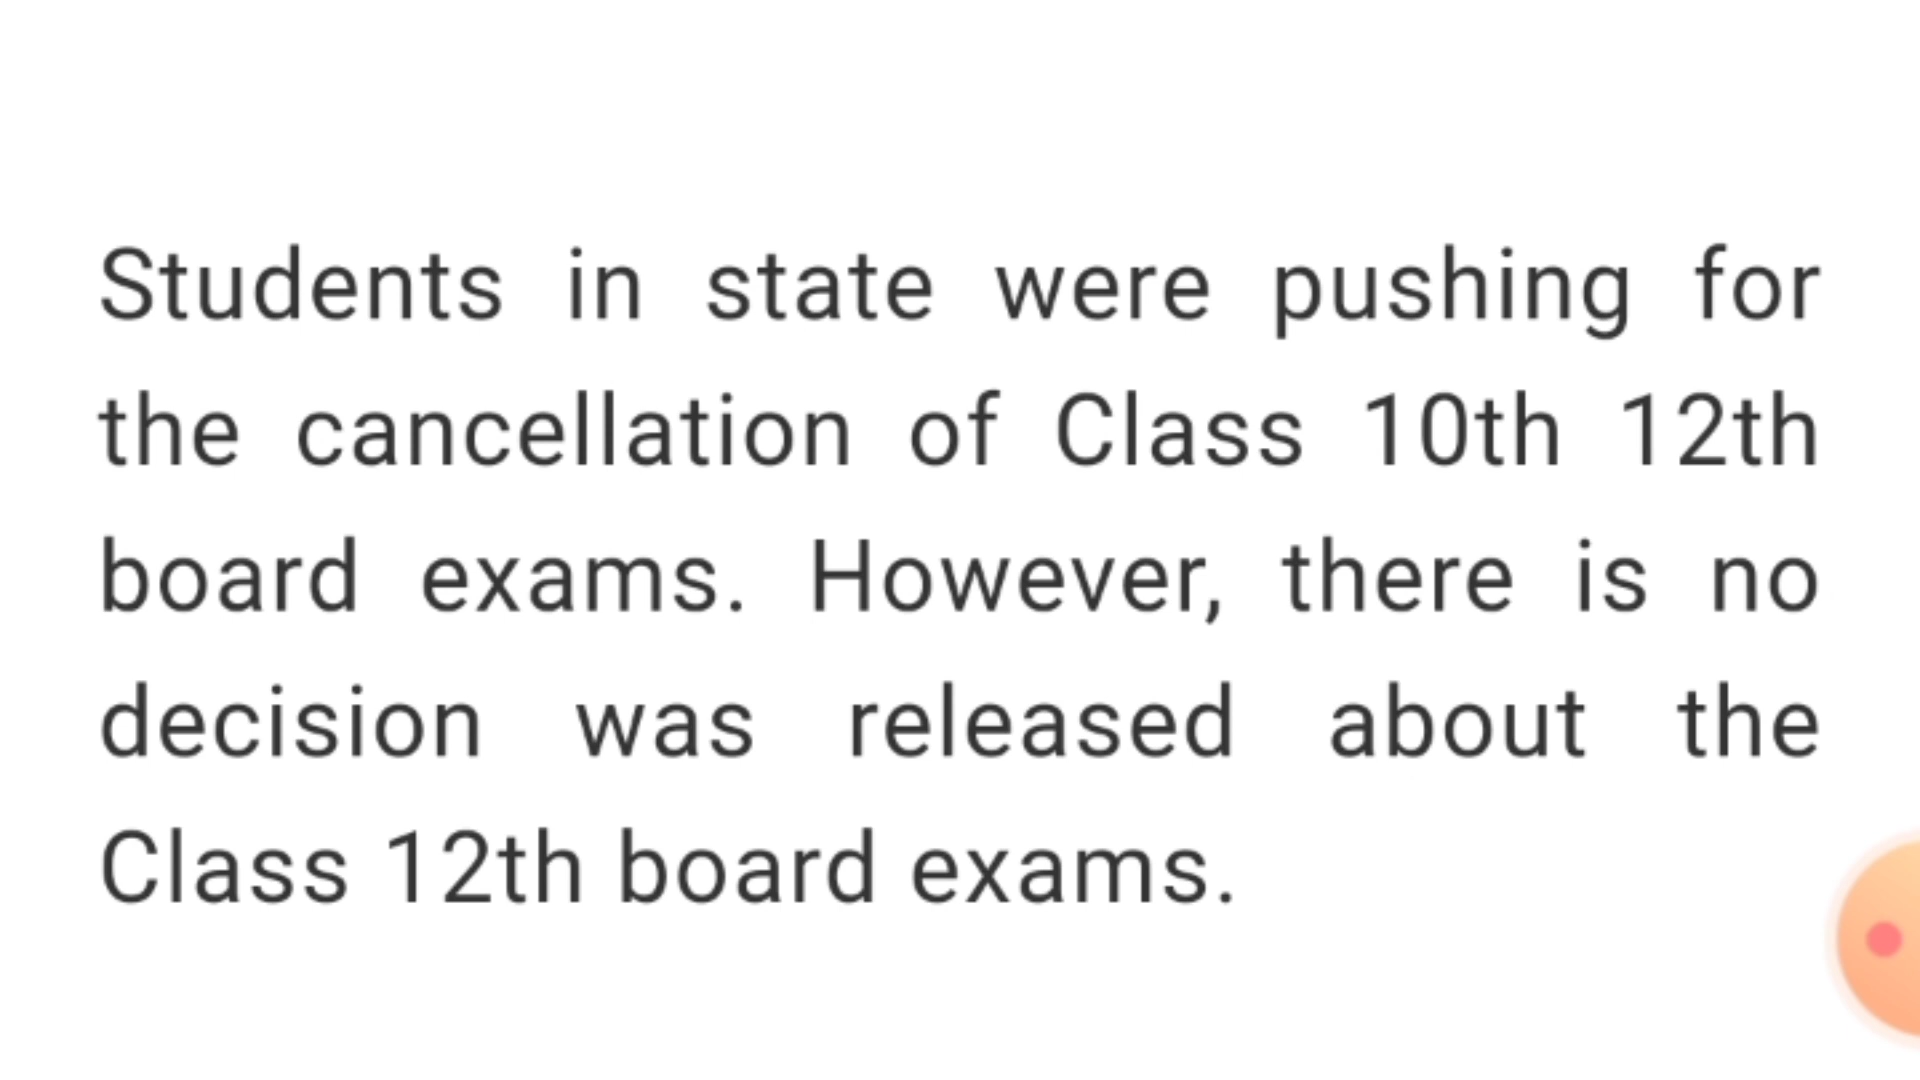 Students in state were pushing for
the cancellation of Class 10th 12th
board exams. However, there is no
decision was released about the
Class 12th board exams.